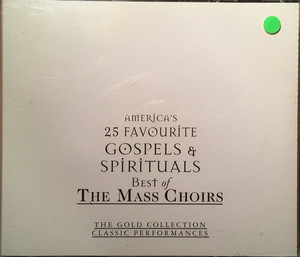 AMERICA'S
25 FAVOURITE
GOSPELS &
SPIRITUALS
BEST of
THE MASS CHOIRS
THE GOLD COLLECTION
CLASSIC PERFORMANCES